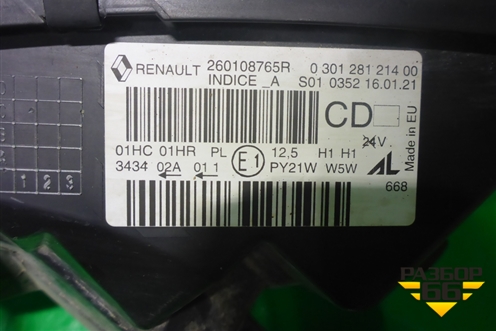 RENAULT 260108765R 0 301 281 214 00
INDICE _A S01 0352 16.01.21
CD
24V
01HC 01HR PL E1 12,5 H1 H1
3434 02A 01 1 PY21W W5W AL
668
Made in EU
1 2 3
РАЗБОР
66